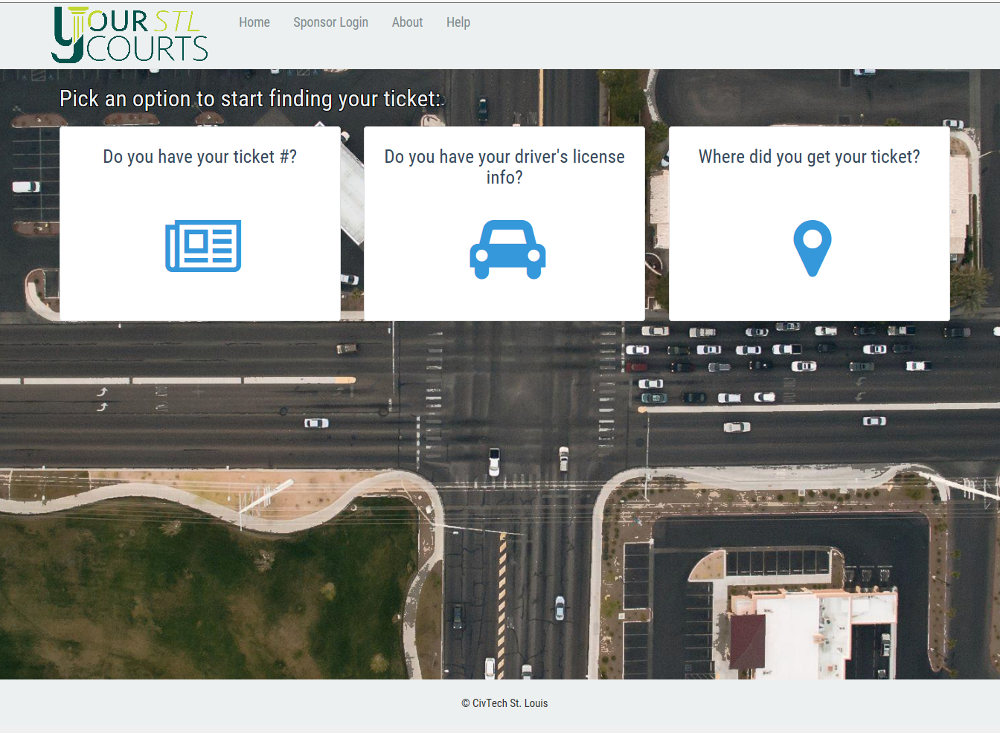 YOUR STL
COURTS
Home Sponsor Login About Help
Pick an option to start finding your ticket:
Do you have your ticket #?
Do you have your driver's license
info?
Where did you get your ticket?
© CivTech St. Louis